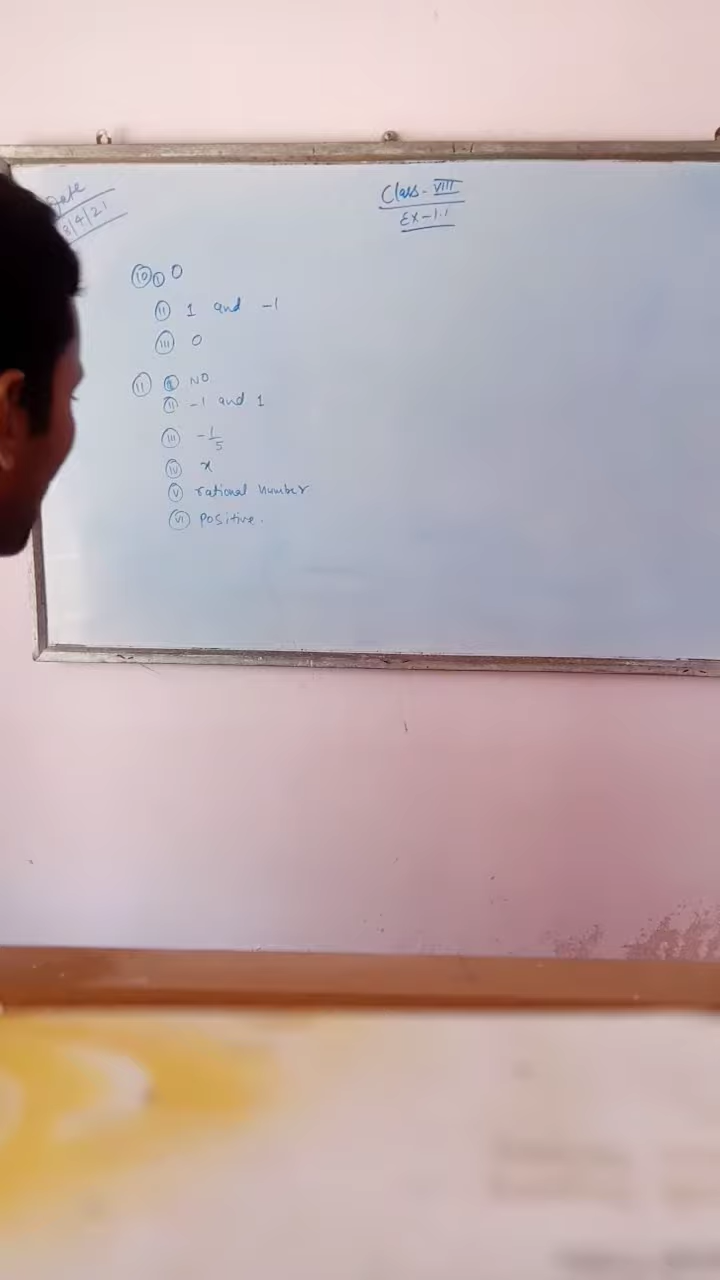 Date
8/4/21
Class - VIII
Ex-1.1
10 i 0
ii 1 and -1
iii 0
11 i NO
ii -1 and 1
iii -1/5
iv x
v rational number
vi positive.